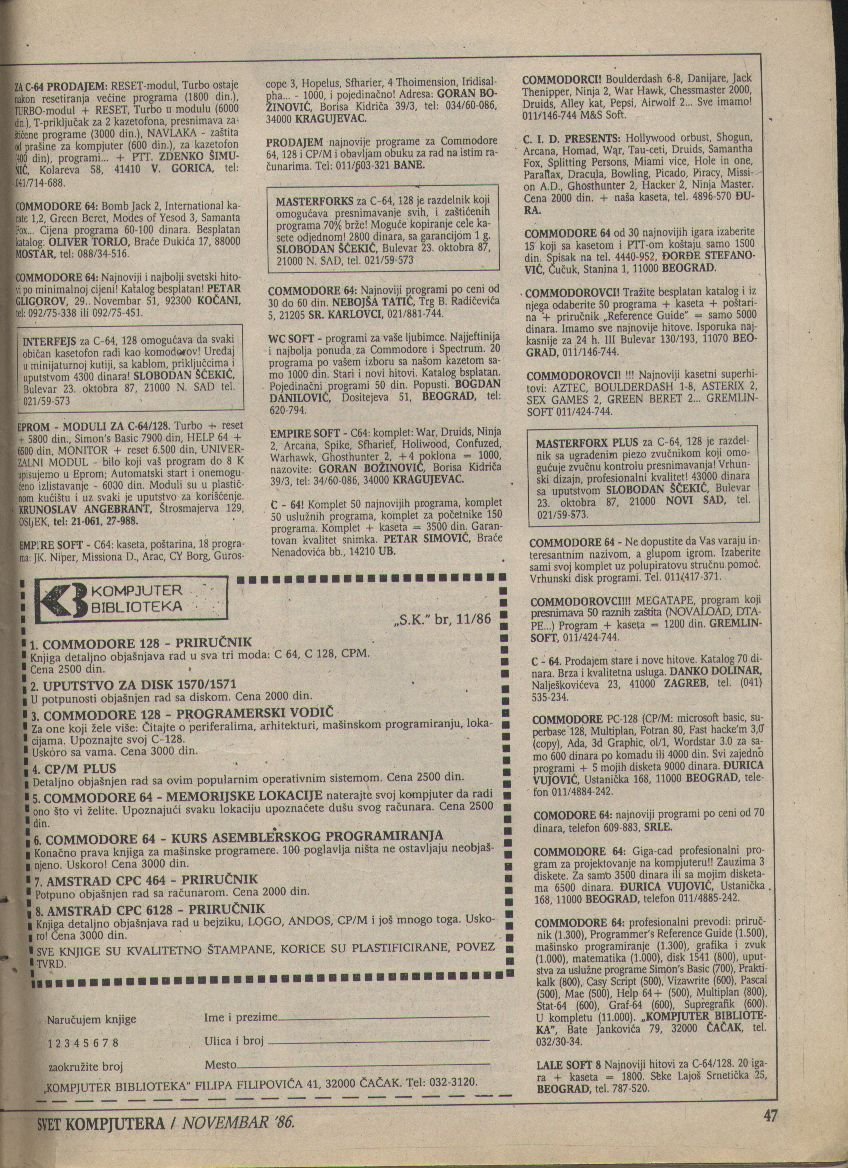 ZA C-64 PRODAJEM: RESET-modul, Turbo ostaje
nakon resetiranja većine programa (1800 din.),
TURBO-modul + RESET, Turbo u modulu (6000
din.), T-priključak za 2 kazetofona, presnimava za-
štićene programe (3000 din.), NAVLAKA - zaštita
od prašine za kompjuter (600 din), za kazetofon
(400 din), programi... + PTT. ZDENKO ŠIMU-
NIĆ, Kolareva 58, 41410 V. GORICA, tel:
041/714-688.
COMMODORE 64: Bomb Jack 2, International ka-
rate 1,2, Green Beret, Modes of Yesod 3, Samanta
Fox... Cijena programa 60-100 dinara. Besplatan
katalog. OLIVER TORLO, Braće Dukića 17, 88000
MOSTAR, tel: 088/34-516.
COMMODORE 64: Najnoviji i najbolji svetski hito-
vi po minimalnoj cijeni! Katalog besplatan! PETAR
GLIGOROV, 29.. Novembar 51, 92300 KOČANI,
tel: 092/75-338 ili 092/75-451.
INTERFEJS za C-64, 128 omogućava da svaki
običan kasetofon radi kao komodorov! Uređaj
u minijaturnoj kutiji, sa kablom, priključcima i
uputstvom 4300 dinara! SLOBODAN ŠĆEKIĆ,
Bulevar 23. oktobra 87, 21000 N. SAD tel.
021/59-573
EPROM - MODULI ZA C-64/128. Turbo + reset
+ 5800 din., Simon's Basic 7900 din, HELP 64 +
6500 din, MONITOR + reset 6.500 din, UNIVER-
ZALNI MODUL - bilo koji vaš program do 8 K
upisujemo u Eprom; Automatski start i onemogu-
ćeno izlistavanje - 6030 din. Moduli su u plastič-
nom kućištu i uz svaki je uputstvo za korišćenje.
KRUNOSLAV ANGEBRANT, Štrosmajerva 129,
OSIJEK, tel: 21-061, 27-988.
EMPIRE SOFT - C64: kaseta, poštarina, 18 progra-
ma: JK. Niper, Missiona D., Arac, CY Borg, Guros-
cope 3, Hopelus, Sfharier, 4 Thoimension, Iridisal-
pha... - 1000, i pojedinačno! Adresa: GORAN BO-
ŽINOVIĆ, Borisa Kidriča 39/3, tel: 034/60-086,
34000 KRAGUJEVAC.
PRODAJEM najnovije programe za Commodore
64, 128 i CP/M i obavljam obuku za rad na istim ra-
čunarima. Tel: 011/503-321 BANE.
MASTERFORKS za C-64, 128 je razdelnik koji
omogućava presnimavanje svih, i zaštićenih
programa 70% brže! Moguće kopiranje cele ka-
sete odjednom! 2800 dinara, sa garancijom 1 g.
SLOBODAN ŠĆEKIĆ, Bulevar 23. oktobra 87,
21000 N. SAD, tel. 021/59-573
COMMODORE 64: Najnoviji programi po ceni od
30 do 60 din. NEBOJŠA TATIĆ, Trg B. Radičevića
5, 21205 SR. KARLOVCI, 021/881-744.
WC SOFT - programi za vaše ljubimce. Najjeftinija
i najbolja ponuda za Commodore i Spectrum. 20
programa po vašem izboru sa našom kazetom sa-
mo 1000 din. Stari i novi hitovi. Katalog bsplatan.
Pojedinačni programi 50 din. Popusti. BOGDAN
DANILOVIĆ, Dositejeva 51, BEOGRAD, tel:
620-794.
EMPIRE SOFT - C64: komplet: War, Druids, Ninja
2, Arcana, Spike, Sfharief, Holiwood, Confuzed,
Warhawk, Ghosthunter 2, +4 poklona = 1000,
nazovite: GORAN BOŽINOVIĆ, Borisa Kidriča
39/3, tel: 34/60-086, 34000 KRAGUJEVAC.
C - 64! Komplet 50 najnovijih programa, komplet
50 uslužnih programa, komplet za početnike 150
programa. Komplet + kaseta = 3500 din. Garan-
tovan kvalitet snimka. PETAR SIMOVIĆ, Braće
Nenadovića bb., 14210 UB.
COMMODORCI! Boulderdash 6-8, Danijare, Jack
Thenipper, Ninja 2, War Hawk, Chessmaster 2000,
Druids, Alley kat, Pepsi, Airwolf 2... Sve imamo!
011/146-744 M&S Soft.
C. I. D. PRESENTS: Hollywood orbust, Shogun,
Arcana, Homad, War, Tau-ceti, Druids, Samantha
Fox, Splitting Persons, Miami vice, Hole in one,
Paraflax, Dracula, Bowling, Picado, Piracy, Missi-
on A.D., Ghosthunter 2, Hacker 2, Ninja Master.
Cena 2000 din. + naša kaseta, tel. 4896-570 ĐU-
RA.
COMMODORE 64 od 30 najnovijih igara izaberite
15 koji sa kasetom i PTT-om koštaju samo 1500
din. Spisak na tel. 4440-952, ĐORĐE STEFANO-
VIĆ, Čučuk, Stanina 1, 11000 BEOGRAD.
COMMODOROVCI! Tražite besplatan katalog i iz
njega odaberite 50 programa + kaseta + poštari-
na + priručnik „Reference Guide" = samo 5000
dinara. Imamo sve najnovije hitove. Isporuka naj-
kasnije za 24 h. III Bulevar 130/193, 11070 BEO-
GRAD, 011/146-744.
COMMODOROVCI! !!! Najnoviji kasetni superhi-
tovi: AZTEC, BOULDERDASH 1-8, ASTERIX 2,
SEX GAMES 2, GREEN BERET 2... GREMLIN-
SOFT 011/424-744.
MASTERFORX PLUS za C-64, 128 je razdel-
nik sa ugrađenim piezo zvučnikom koji omo-
gućuje zvučnu kontrolu presnimavanja! Vrhun-
ski dizajn, profesionalni kvalitet! 43000 dinara
sa uputstvom SLOBODAN ŠĆEKIĆ, Bulevar
23. oktobra 87, 21000 NOVI SAD, tel.
021/59-573.
COMMODORE 64 - Ne dopustite da Vas varaju in-
teresantnim nazivom, a glupom igrom. Izaberite
sami svoj komplet uz polupiratovu stručnu pomoć.
Vrhunski disk programi. Tel. 011/417-371.
COMMODOROVCI!!!! MEGATAPE, program koji
presnimava 50 raznih zaštita (NOVALOAD, DTA-
PE...) Program + kaseta = 1200 din. GREMLIN-
SOFT, 011/424-744.
C - 64. Prodajem stare i nove hitove. Katalog 70 di-
nara. Brza i kvalitetna usluga. DANKO DOLINAR,
Nalješkovićeva 23, 41000 ZAGREB, tel. (041)
535-234.
COMMODORE PC-128 (CP/M: microsoft basic, su-
perbase 128, Multiplan, Fotran 80, Fast hacke'm 3,0
(copy), Ada, 3d Graphic, ol/1, Wordstar 3.0 za sa-
mo 600 dinara po komadu ili 4000 din. Svi zajedno
programi + 5 mojih disketa 9000 dinara. ĐURICA
VUJOVIĆ, Ustanička 168, 11000 BEOGRAD, tele-
fon 011/4884-242.
COMODORE 64: najnoviji programi po ceni od 70
dinara, telefon 609-883, SRLE.
COMMODORE 64: Giga-cad profesionalni pro-
gram za projektovanje na kompjuteru!! Zauzima 3
diskete. Za samo 3500 dinara ili sa mojim disketa-
ma 6500 dinara. ĐURICA VUJOVIĆ, Ustanička
168, 11000 BEOGRAD, telefon 011/4885-242.
COMMODORE 64: profesionalni prevodi: priruč-
nik (1.300), Programmer's Reference Guide (1.500),
mašinsko programiranje (1.300), grafika i zvuk
(1.000), matematika (1.000), disk 1541 (800), uput-
stva za uslužne programe Simon's Basic (700), Prakti-
kalk (800), Casy Script (500), Vizawrite (600), Pascal
(500), Mae (500), Help 64+ (500), Multiplan (800),
Stat-64 (600), Graf-64 (600), Supregrafik (600).
U kompletu (11.000). „KOMPJUTER BIBLIOTE-
KA", Bate Jankovića 79, 32000 ČAČAK, tel.
032/30-34.
LALE SOFT 8 Najnoviji hitovi za C-64/128. 20 iga-
ra + kaseta = 1800. Seke Lajoš Smetička 25,
BEOGRAD, tel. 787-520.
K3 KOMPJUTER
BIBLIOTEKA
„S.K." br, 11/86
1. COMMODORE 128 - PRIRUČNIK
Knjiga detaljno objašnjava rad u sva tri moda: C 64, C 128, CPM.
Cena 2500 din.
2. UPUTSTVO ZA DISK 1570/1571
U potpunosti objašnjen rad sa diskom. Cena 2000 din.
3. COMMODORE 128 - PROGRAMERSKI VODIČ
Za one koji žele više: Čitajte o periferalima, arhitekturi, mašinskom programiranju, loka-
cijama. Upoznajte svoj C-128.
Uskoro sa vama. Cena 3000 din.
4. CP/M PLUS
Detaljno objašnjen rad sa ovim popularnim operativnim sistemom. Cena 2500 din.
5. COMMODORE 64 - MEMORIJSKE LOKACIJE naterajte svoj kompjuter da radi
ono što vi želite. Upoznajući svaku lokaciju upoznaćete dušu svog računara. Cena 2500
din.
6. COMMODORE 64 - KURS ASEMBLERSKOG PROGRAMIRANJA
Konačno prava knjiga za mašinske programere. 100 poglavlja ništa ne ostavljaju neobjaš-
njeno. Uskoro! Cena 3000 din.
7. AMSTRAD CPC 464 - PRIRUČNIK
Potpuno objašnjen rad sa računarom. Cena 2000 din.
8. AMSTRAD CPC 6128 - PRIRUČNIK
Knjiga detaljno objašnjava rad u bejziku, LOGO, ANDOS, CP/M i još mnogo toga. Usko-
ro! Cena 3000 din.
SVE KNJIGE SU KVALITETNO ŠTAMPANE, KORICE SU PLASTIFICIRANE, POVEZ
TVRD.
Naručujem knjige
1 2 3 4 5 6 7 8
zaokružite broj
Ime i prezime
Ulica i broj
Mesto
„KOMPJUTER BIBLIOTEKA" FILIPA FILIPOVIĆA 41, 32000 ČAČAK. Tel: 032-3120.
SVET KOMPJUTERA / NOVEMBAR '86.
47